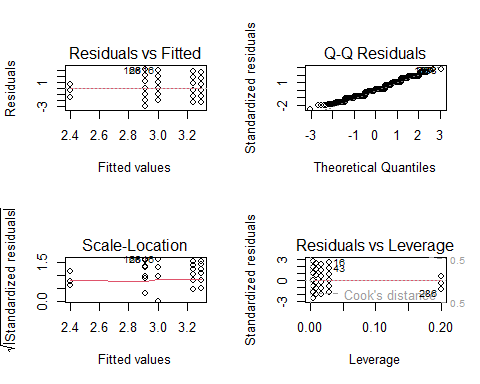 Residuals vs Fitted
Residuals
-3
1
2.4
2.6
2.8
3.0
3.2
Fitted values
Q-Q Residuals
Standardized residuals
-2
2
-3
-2
-1
0
1
2
3
Theoretical Quantiles
Scale-Location
√|Standardized residuals|
0.0
1.5
2.4
2.6
2.8
3.0
3.2
Fitted values
Residuals vs Leverage
Standardized residuals
-3
0
3
16
43
286
Cook's distance
0.5
0.5
0.00
0.10
0.20
Leverage